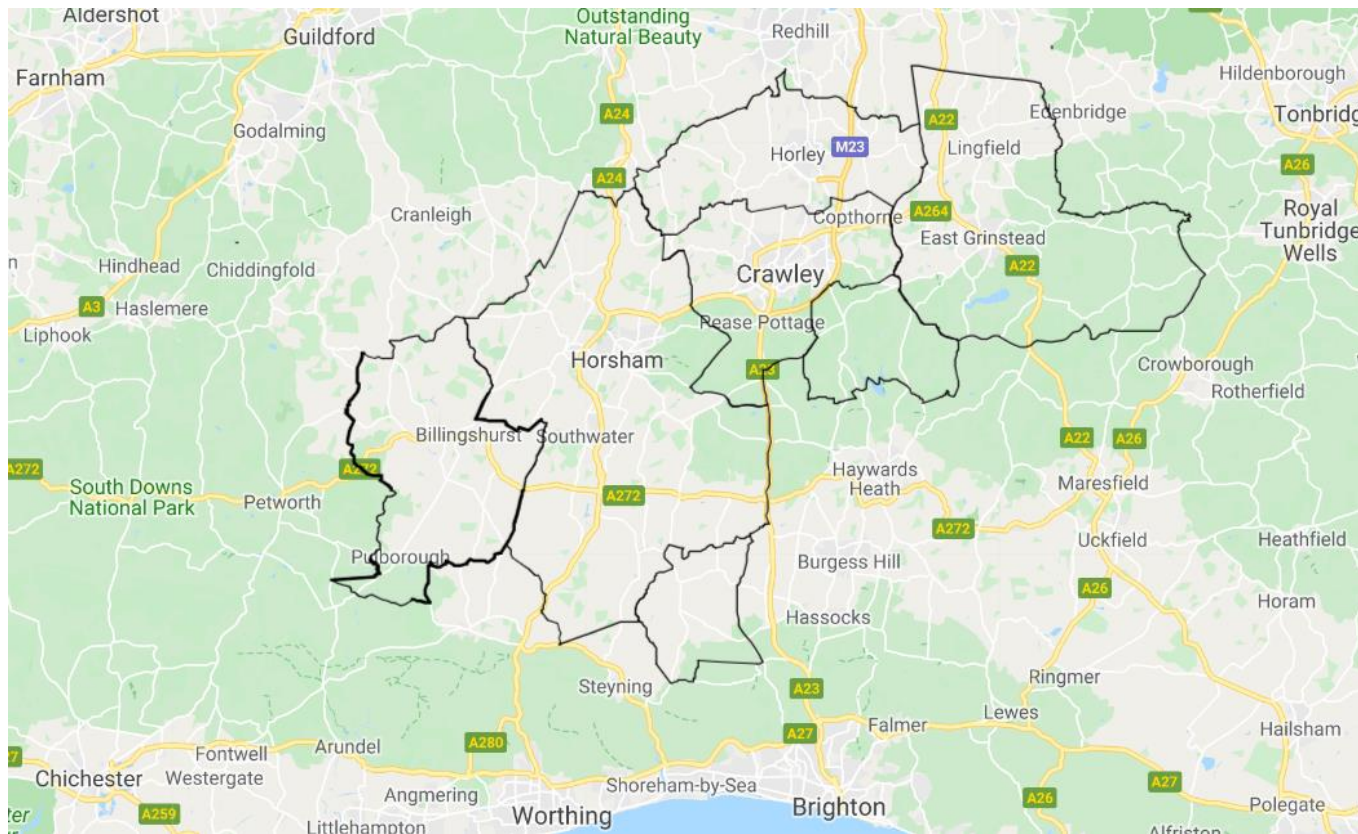 Aldershot
Guildford
Outstanding
Natural Beauty
Redhill
Farnham
Hildenborough
Edenbridge
Tonbridg
A24
A22
Godalming
M23
Horley
Lingfield
A26
A24
Cranleigh
Copthorne
A264
Royal
Tunbridge
Wells
East Grinstead
Hindhead
Chiddingfold
Crawley
A22
A3
Haslemere
Liphook
Pease Pottage
Horsham
A23
Crowborough
Rotherfield
Billingshurst
Southwater
A22
A26
A272
A272
Haywards
Heath
Maresfield
South Downs
National Park
Petworth
A272
A272
Uckfield
Heathfield
Pulborough
Burgess Hill
A26
Horam
Hassocks
Steyning
Ringmer
A23
Lewes
Falmer
Hailsham
A27
Fontwell
Arundel
A280
Chichester
Westergate
Shoreham-by-Sea
A27
Angmering
Worthing
Brighton
A26
Polegate
A259
Littlehampton
Alfriston